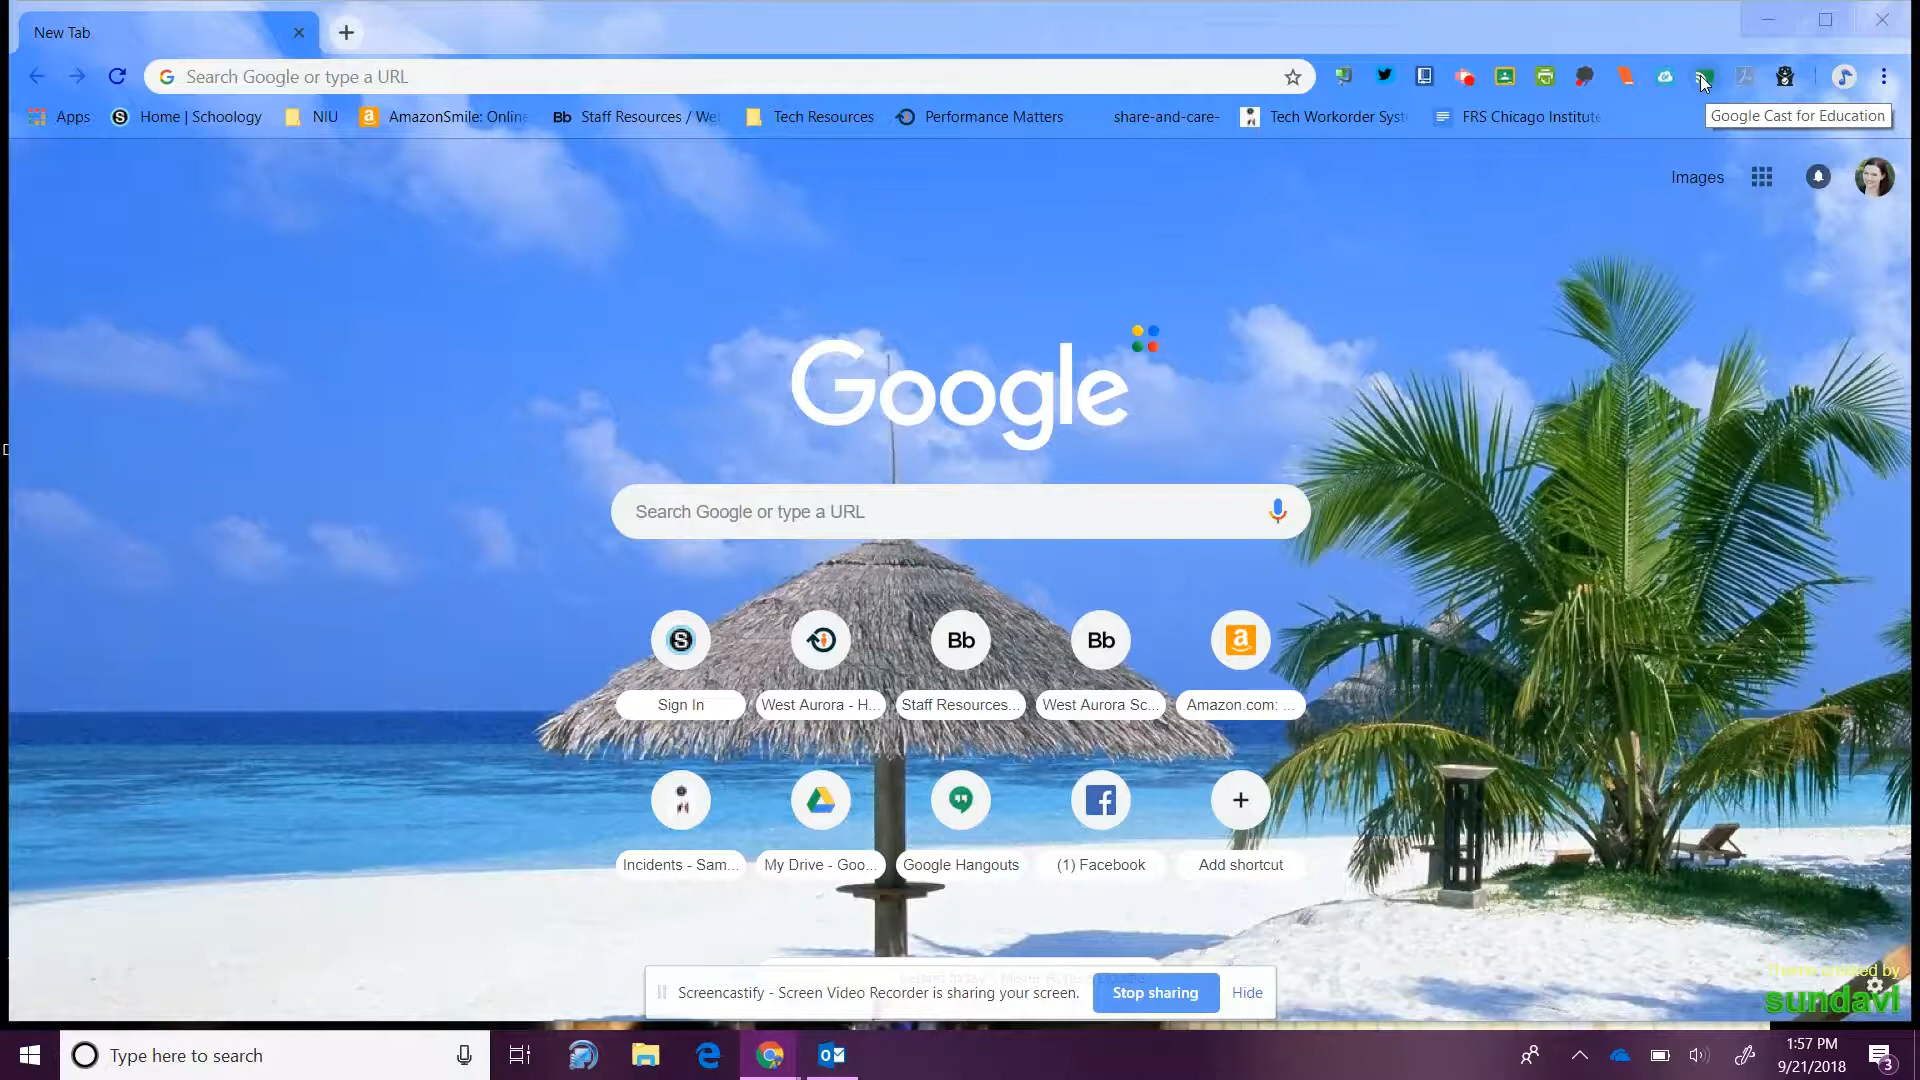 New Tab
Search Google or type a URL
Apps
Home | Schoology
NIU
AmazonSmile: Online
Bb Staff Resources / We
Tech Resources
Performance Matters
share-and-care-
Tech Workorder Syst
FRS Chicago Institute
Google Cast for Education
Images
Google
Search Google or type a URL
S
Bb
Bb
a
Sign In
West Aurora - H...
Staff Resources...
West Aurora Sc...
Amazon.com: ...
Incidents - Sam...
My Drive - Goo...
Google Hangouts
(1) Facebook
Add shortcut
Theme created by
sundavi
Screencastify - Screen Video Recorder is sharing your screen.
Stop sharing
Hide
Type here to search
1:57 PM
9/21/2018
3